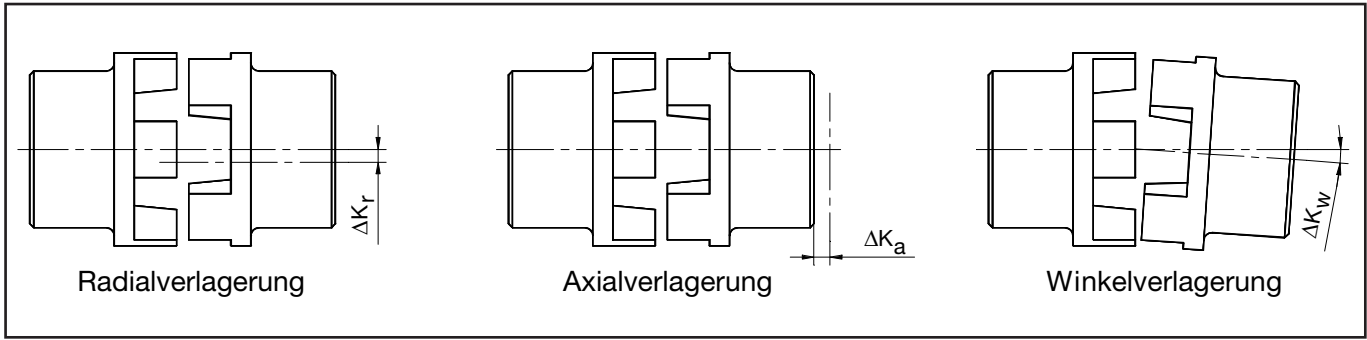 ΔKr
Radialverlagerung
ΔKa
Axialverlagerung
ΔKw
Winkelverlagerung